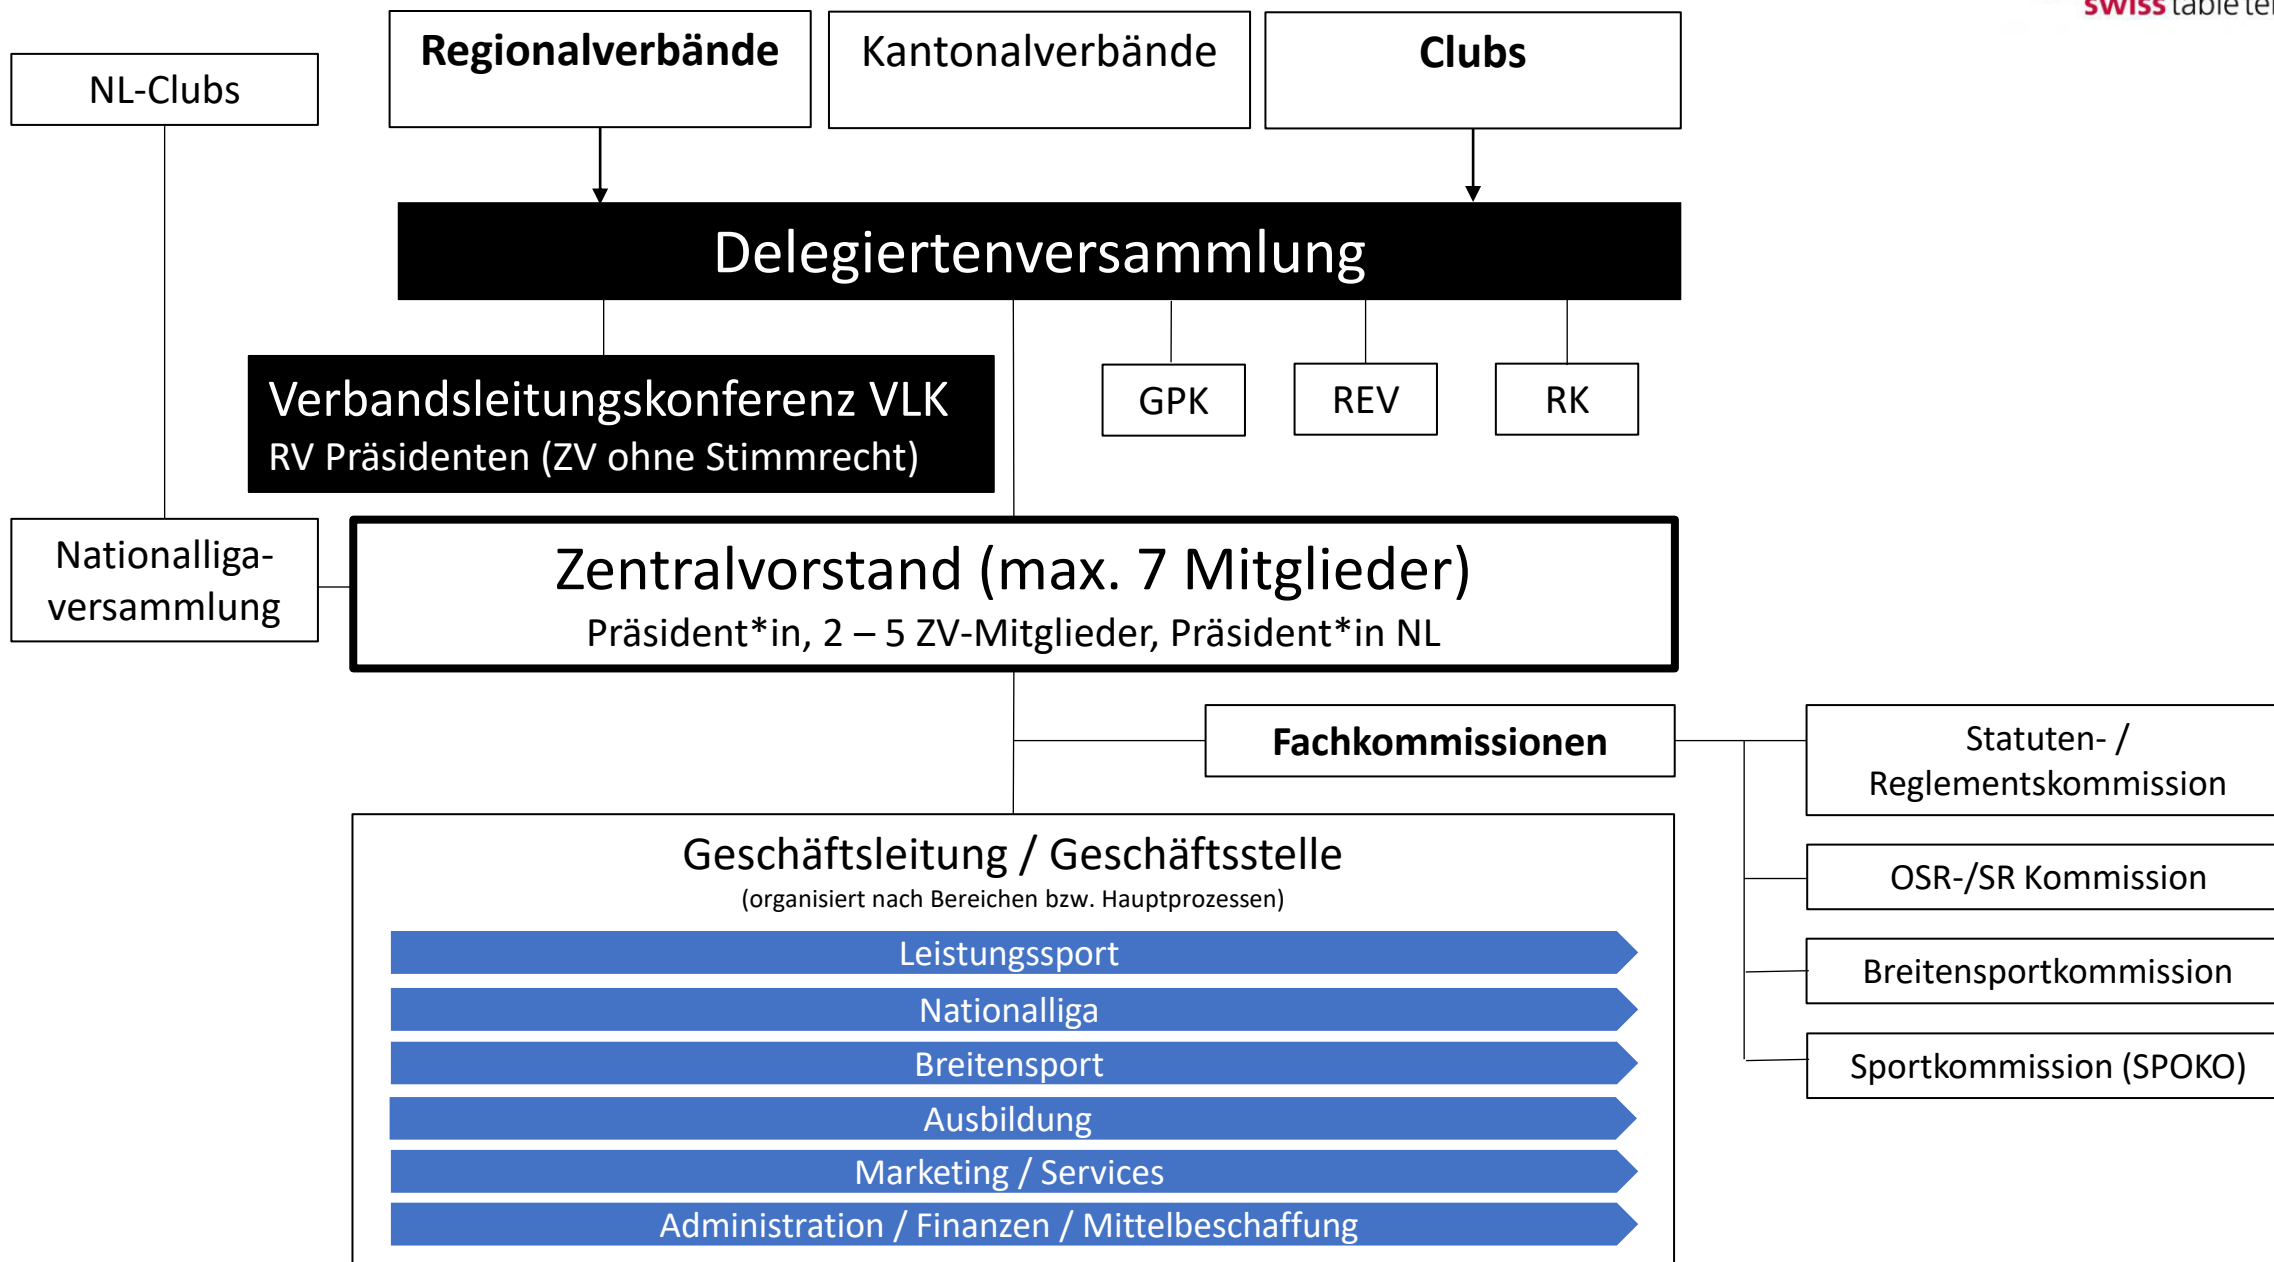 swiss table
Regionalverbände
Kantonalverbände
Clubs
NL-Clubs
Delegiertenversammlung
Verbandsleitungskonferenz VLK
RV Präsidenten (ZV ohne Stimmrecht)
GPK
REV
RK
Nationalliga-
versammlung
Zentralvorstand (max. 7 Mitglieder)
Präsident*in, 2 – 5 ZV-Mitglieder, Präsident*in NL
Fachkommissionen
Statuten- /
Reglementskommission
OSR-/SR Kommission
Breitensportkommission
Sportkommission (SPOKO)
Geschäftsleitung / Geschäftsstelle
(organisiert nach Bereichen bzw. Hauptprozessen)
Leistungssport
Nationalliga
Breitensport
Ausbildung
Marketing / Services
Administration / Finanzen / Mittelbeschaffung